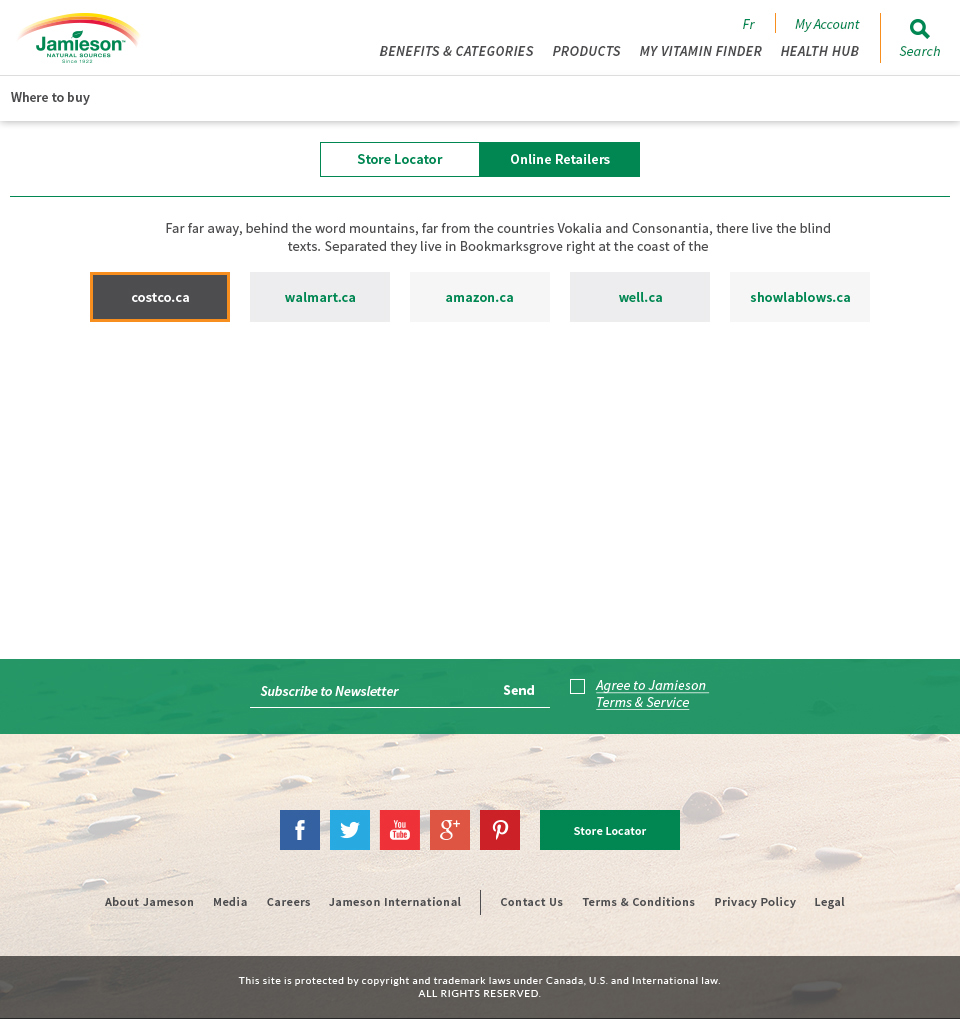 Jamieson™
NATURAL SOURCES
Since 1922
Fr
My Account
BENEFITS & CATEGORIES
PRODUCTS
MY VITAMIN FINDER
HEALTH HUB
Search
Where to buy
Store Locator
Online Retailers
Far far away, behind the word mountains, far from the countries Vokalia and Consonantia, there live the blind
texts. Separated they live in Bookmarksgrove right at the coast of the
costco.ca
walmart.ca
amazon.ca
well.ca
showlablows.ca
Subscribe to Newsletter
Send
Agree to Jamieson
Terms & Service
f
You
Tube
g+
Store Locator
About Jameson
Media
Careers
Jameson International
Contact Us
Terms & Conditions
Privacy Policy
Legal
This site is protected by copyright and trademark laws under Canada, U.S. and International law.
ALL RIGHTS RESERVED.